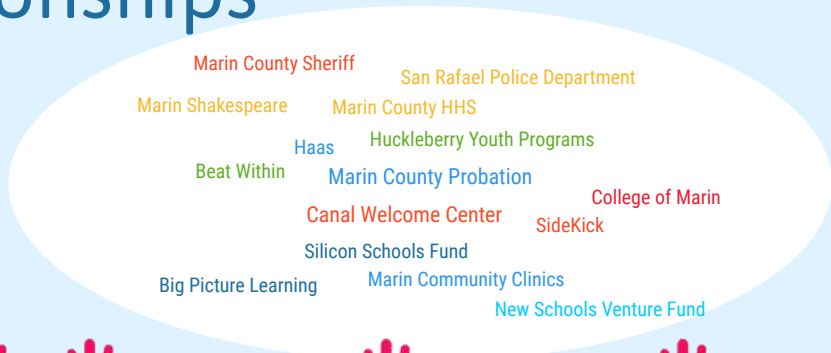 onships
Marin County Sheriff
San Rafael Police Department
Marin Shakespeare
Marin County HHS
Huckleberry Youth Programs
Haas
Beat Within
Marin County Probation
College of Marin
Canal Welcome Center
SideKick
Silicon Schools Fund
Marin Community Clinics
Big Picture Learning
New Schools Venture Fund